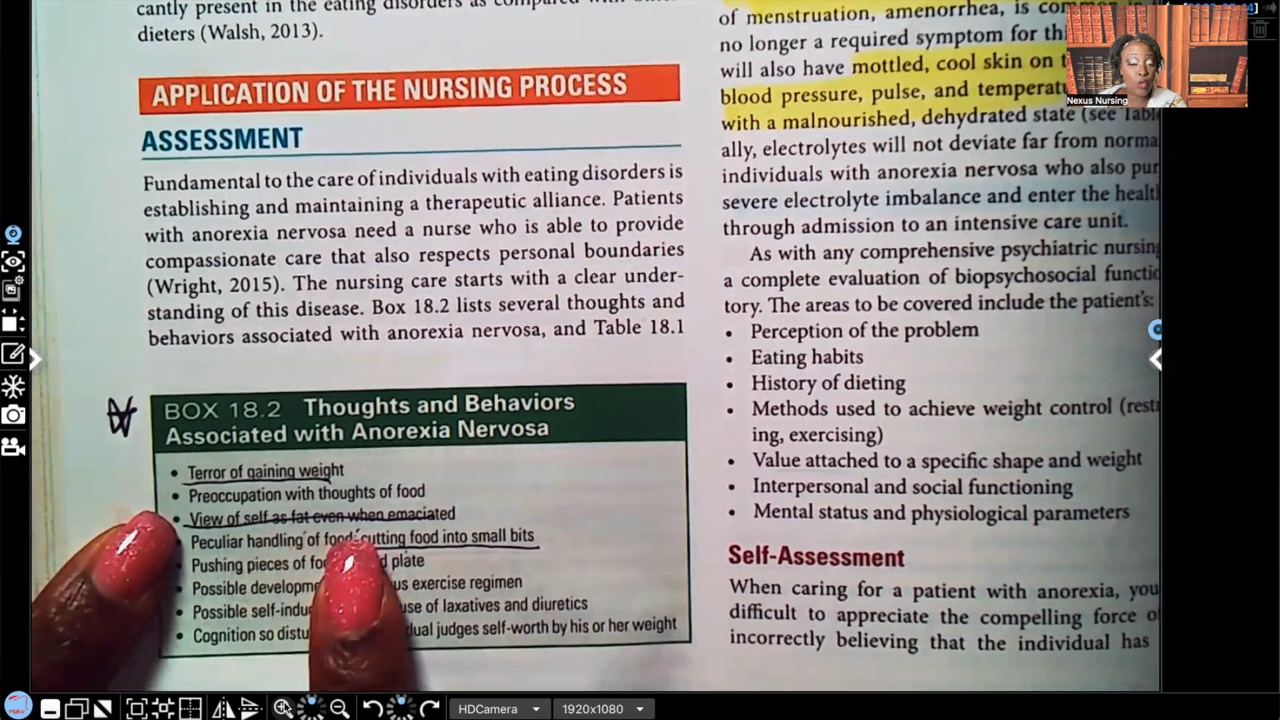 cantly present in the eating disorders as compared with
dieters (Walsh, 2013).
APPLICATION OF THE NURSING PROCESS
ASSESSMENT
Fundamental to the care of individuals with eating disorders is
establishing and maintaining a therapeutic alliance. Patients
with anorexia nervosa need a nurse who is able to provide
compassionate care that also respects personal boundaries
(Wright, 2015). The nursing care starts with a clear under-
standing of this disease. Box 18.2 lists several thoughts and
behaviors associated with anorexia nervosa, and Table 18.1
BOX 18.2 Thoughts and Behaviors
Associated with Anorexia Nervosa
• Terror of gaining weight
• Preoccupation with thoughts of food
• View of self as fat even when emaciated
Peculiar handling of food: cutting food into small bits
• Pushing pieces of plate
• Possible exercise regimen
• Possible use of laxatives and diuretics
• Cognition so judges self-worth by his or her weight
of menstruation, amenorrhea, is
no longer a required symptom for
will also have mottled, cool skin on
blood pressure, pulse, and
with a malnourished, dehydrated state (see
ally, electrolytes will not deviate far from
individuals with anorexia nervosa who also
severe electrolyte imbalance and enter the
through admission to an intensive care unit.
As with any comprehensive psychiatric
a complete evaluation of biopsychosocial
tory. The areas to be covered include the patient's:
• Perception of the problem
• Eating habits
• History of dieting
• Methods used to achieve weight control
ing, exercising)
• Value attached to a specific shape and weight
• Interpersonal and social functioning
• Mental status and physiological parameters
Self-Assessment
When caring for a patient with anorexia, you
difficult to appreciate the compelling force
incorrectly believing that the individual has
Nexus Nursing
HDCamera
1920x1080